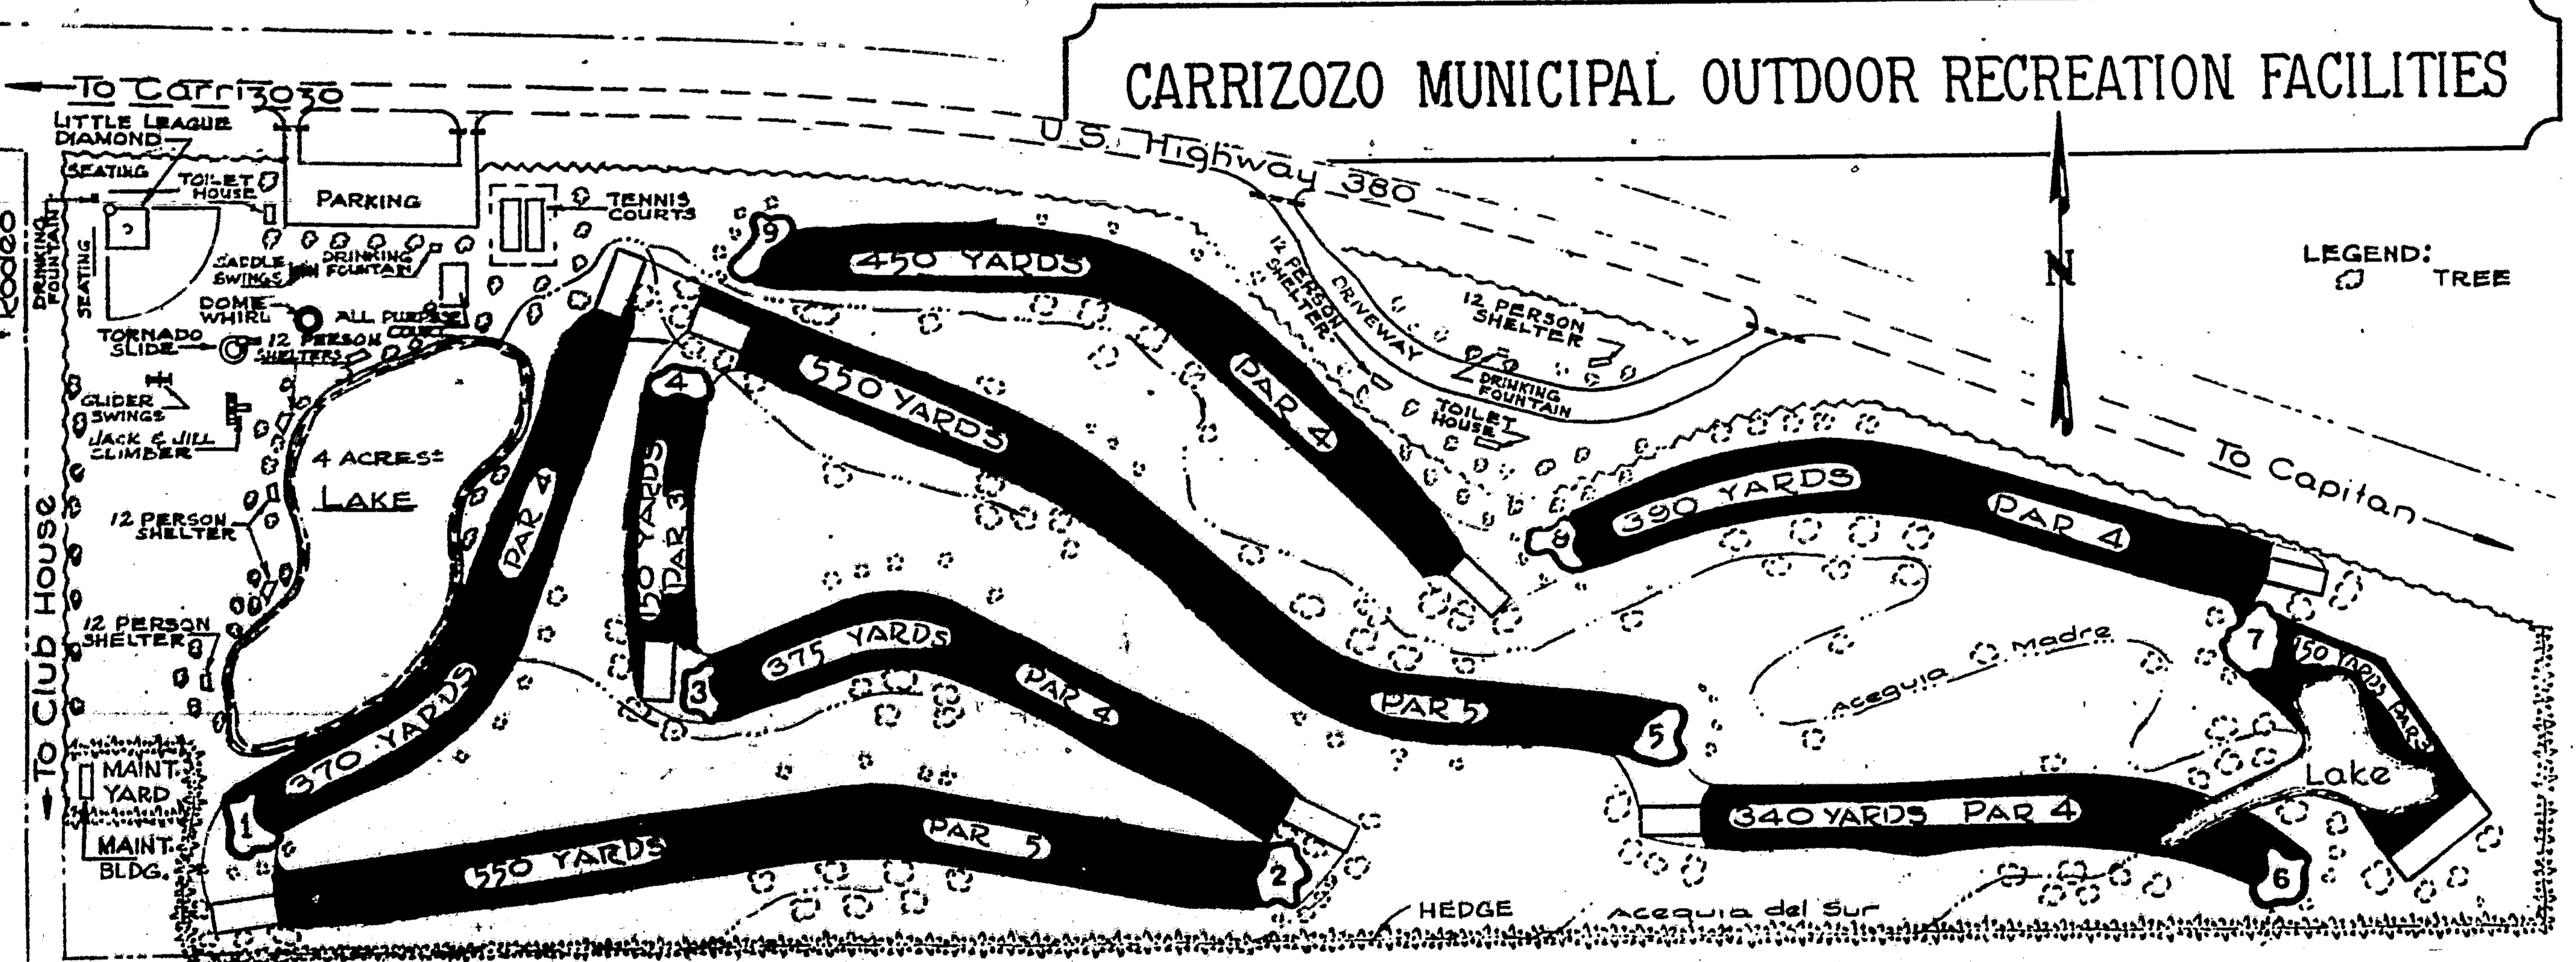 CARRIZOZO MUNICIPAL OUTDOOR RECREATION FACILITIES
To Carrizozo
U.S. Highway 380
To Capitan
N
LEGEND:
TREE
LITTLE LEAGUE
DIAMOND
SEATING
TOILET
HOUSE
PARKING
TENNIS
COURTS
Rodeo
DRINKING
FOUNTAIN
SEATING
SADDLE
SWINGS
DRINKING
FOUNTAIN
DOME
WHIRL
ALL PURPOSE
COURT
TORNADO
SLIDE
12 PERSON
SHELTERS
GLIDER
SWINGS
JACK & JILL
CLIMBER
4 ACRES±
LAKE
12 PERSON
SHELTER
12 PERSON
SHELTER
To Club House
MAINT.
YARD
MAINT.
BLDG.
1
370 YARDS
PAR 4
550 YARDS
PAR 5
2
3
375 YARDS
PAR 4
4
150 YARDS
PAR 3
550 YARDS
PAR 5
5
9
450 YARDS
PAR 4
12 PERSON
SHELTER
DRIVEWAY
12 PERSON
SHELTER
DRINKING
FOUNTAIN
TOILET
HOUSE
8
390 YARDS
PAR 4
7
150 YARDS PAR 3
Acequia Madre
Lake
340 YARDS PAR 4
6
HEDGE
Acequia del Sur